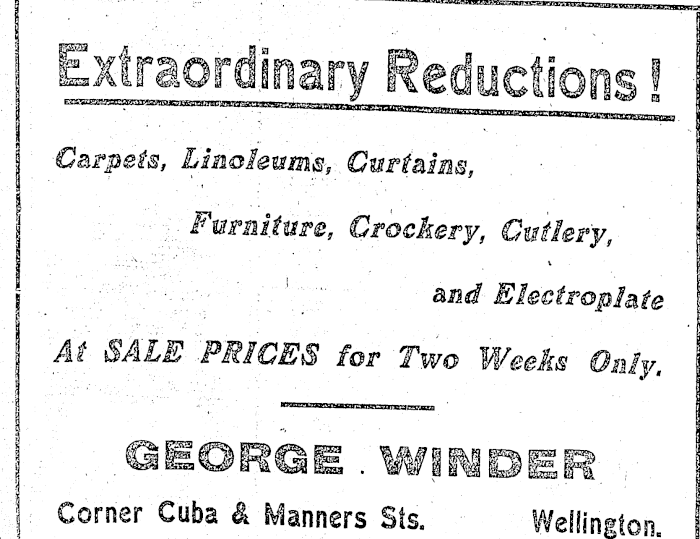 Extraordinary Reductions!
Carpets, Linoleums, Curtains,
Furniture, Crockery, Cutlery,
and Electroplate
At SALE PRICES for Two Weeks Only.
GEORGE WINDER
Corner Cuba & Manners Sts. Wellington.